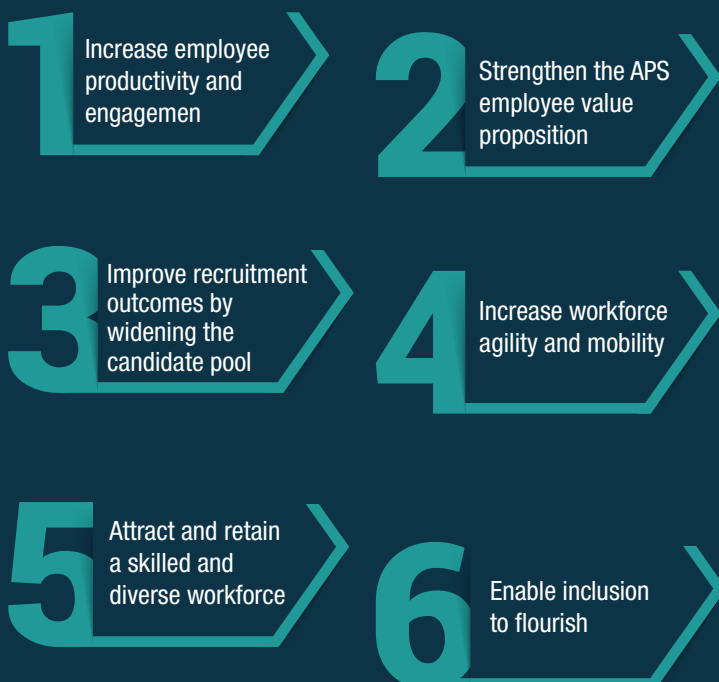 1
Increase employee
productivity and
engagemen
2
Strengthen the APS
employee value
proposition
3
Improve recruitment
outcomes by
widening the
candidate pool
4
Increase workforce
agility and mobility
5
Attract and retain
a skilled and
diverse workforce
6
Enable inclusion
to flourish